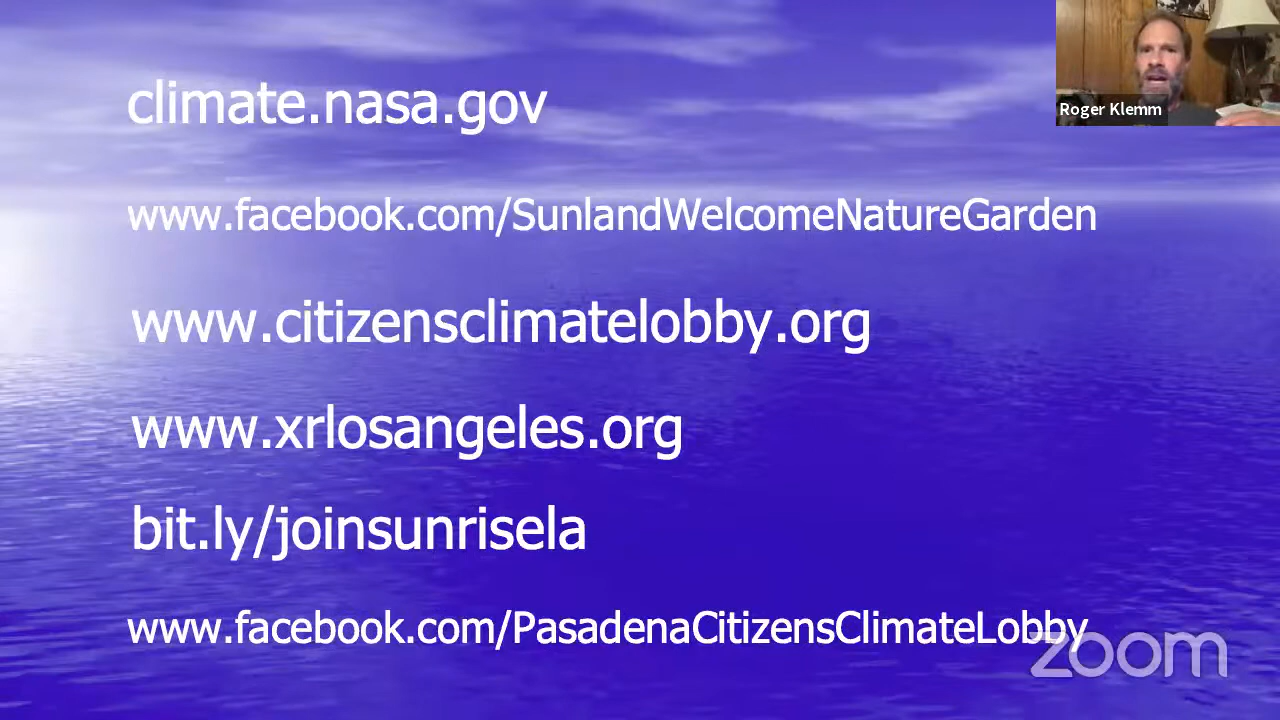 climate.nasa.gov
Roger Klemm
www.facebook.com/SunlandWelcomeNatureGarden
www.citizensclimatelobby.org
www.xrlosangeles.org
bit.ly/joinsunrisela
www.facebook.com/PasadenaCitizensClimateLobby
zoom